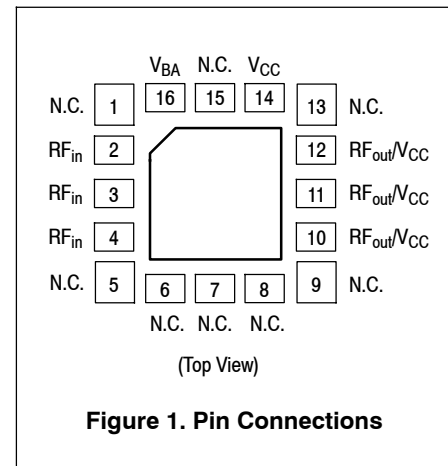 V_BA N.C. V_CC
16 15 14
N.C. 1 13 N.C.
RF_in 2 12 RF_out/V_CC
RF_in 3 11 RF_out/V_CC
RF_in 4 10 RF_out/V_CC
N.C. 5 9 N.C.
6 7 8
N.C. N.C. N.C.
(Top View)
Figure 1. Pin Connections